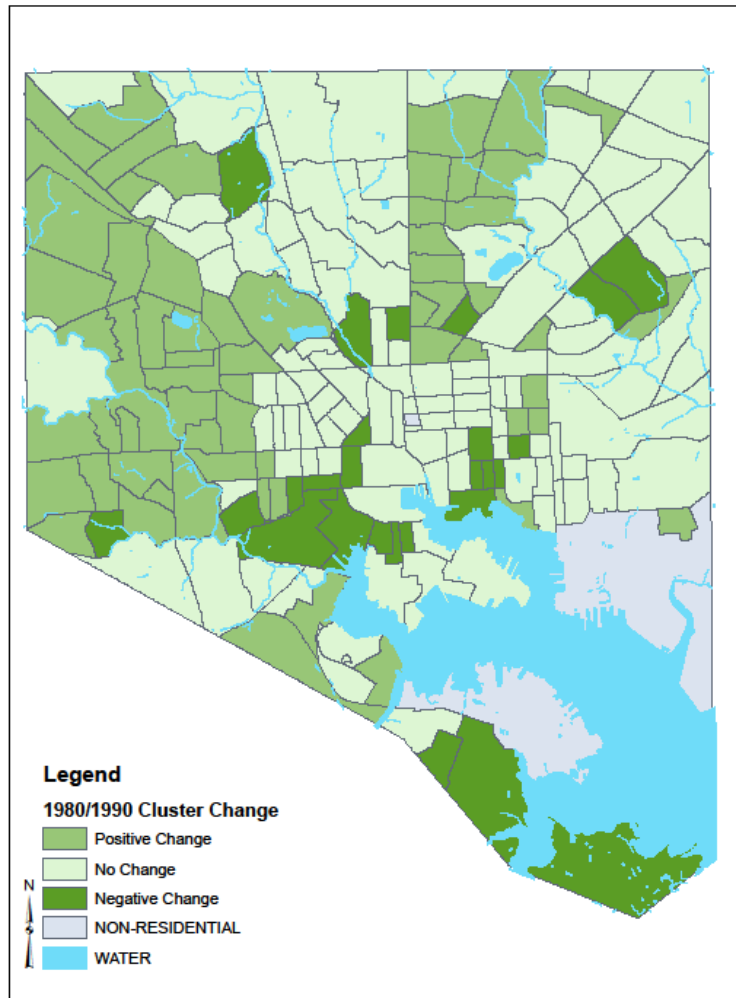 Legend
1980/1990 Cluster Change
Positive Change
No Change
Negative Change
NON-RESIDENTIAL
WATER
N